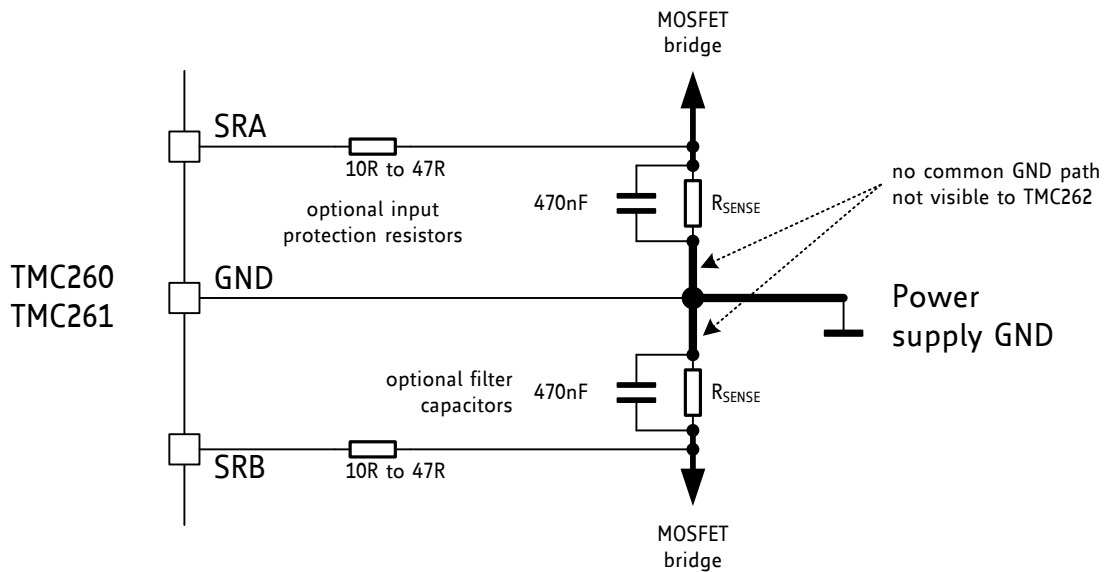 MOSFET
bridge
SRA
10R to 47R
optional input
protection resistors
470nF
RSENSE
no common GND path
not visible to TMC262
TMC260
TMC261
GND
Power
supply GND
optional filter
capacitors
470nF
RSENSE
SRB
10R to 47R
MOSFET
bridge